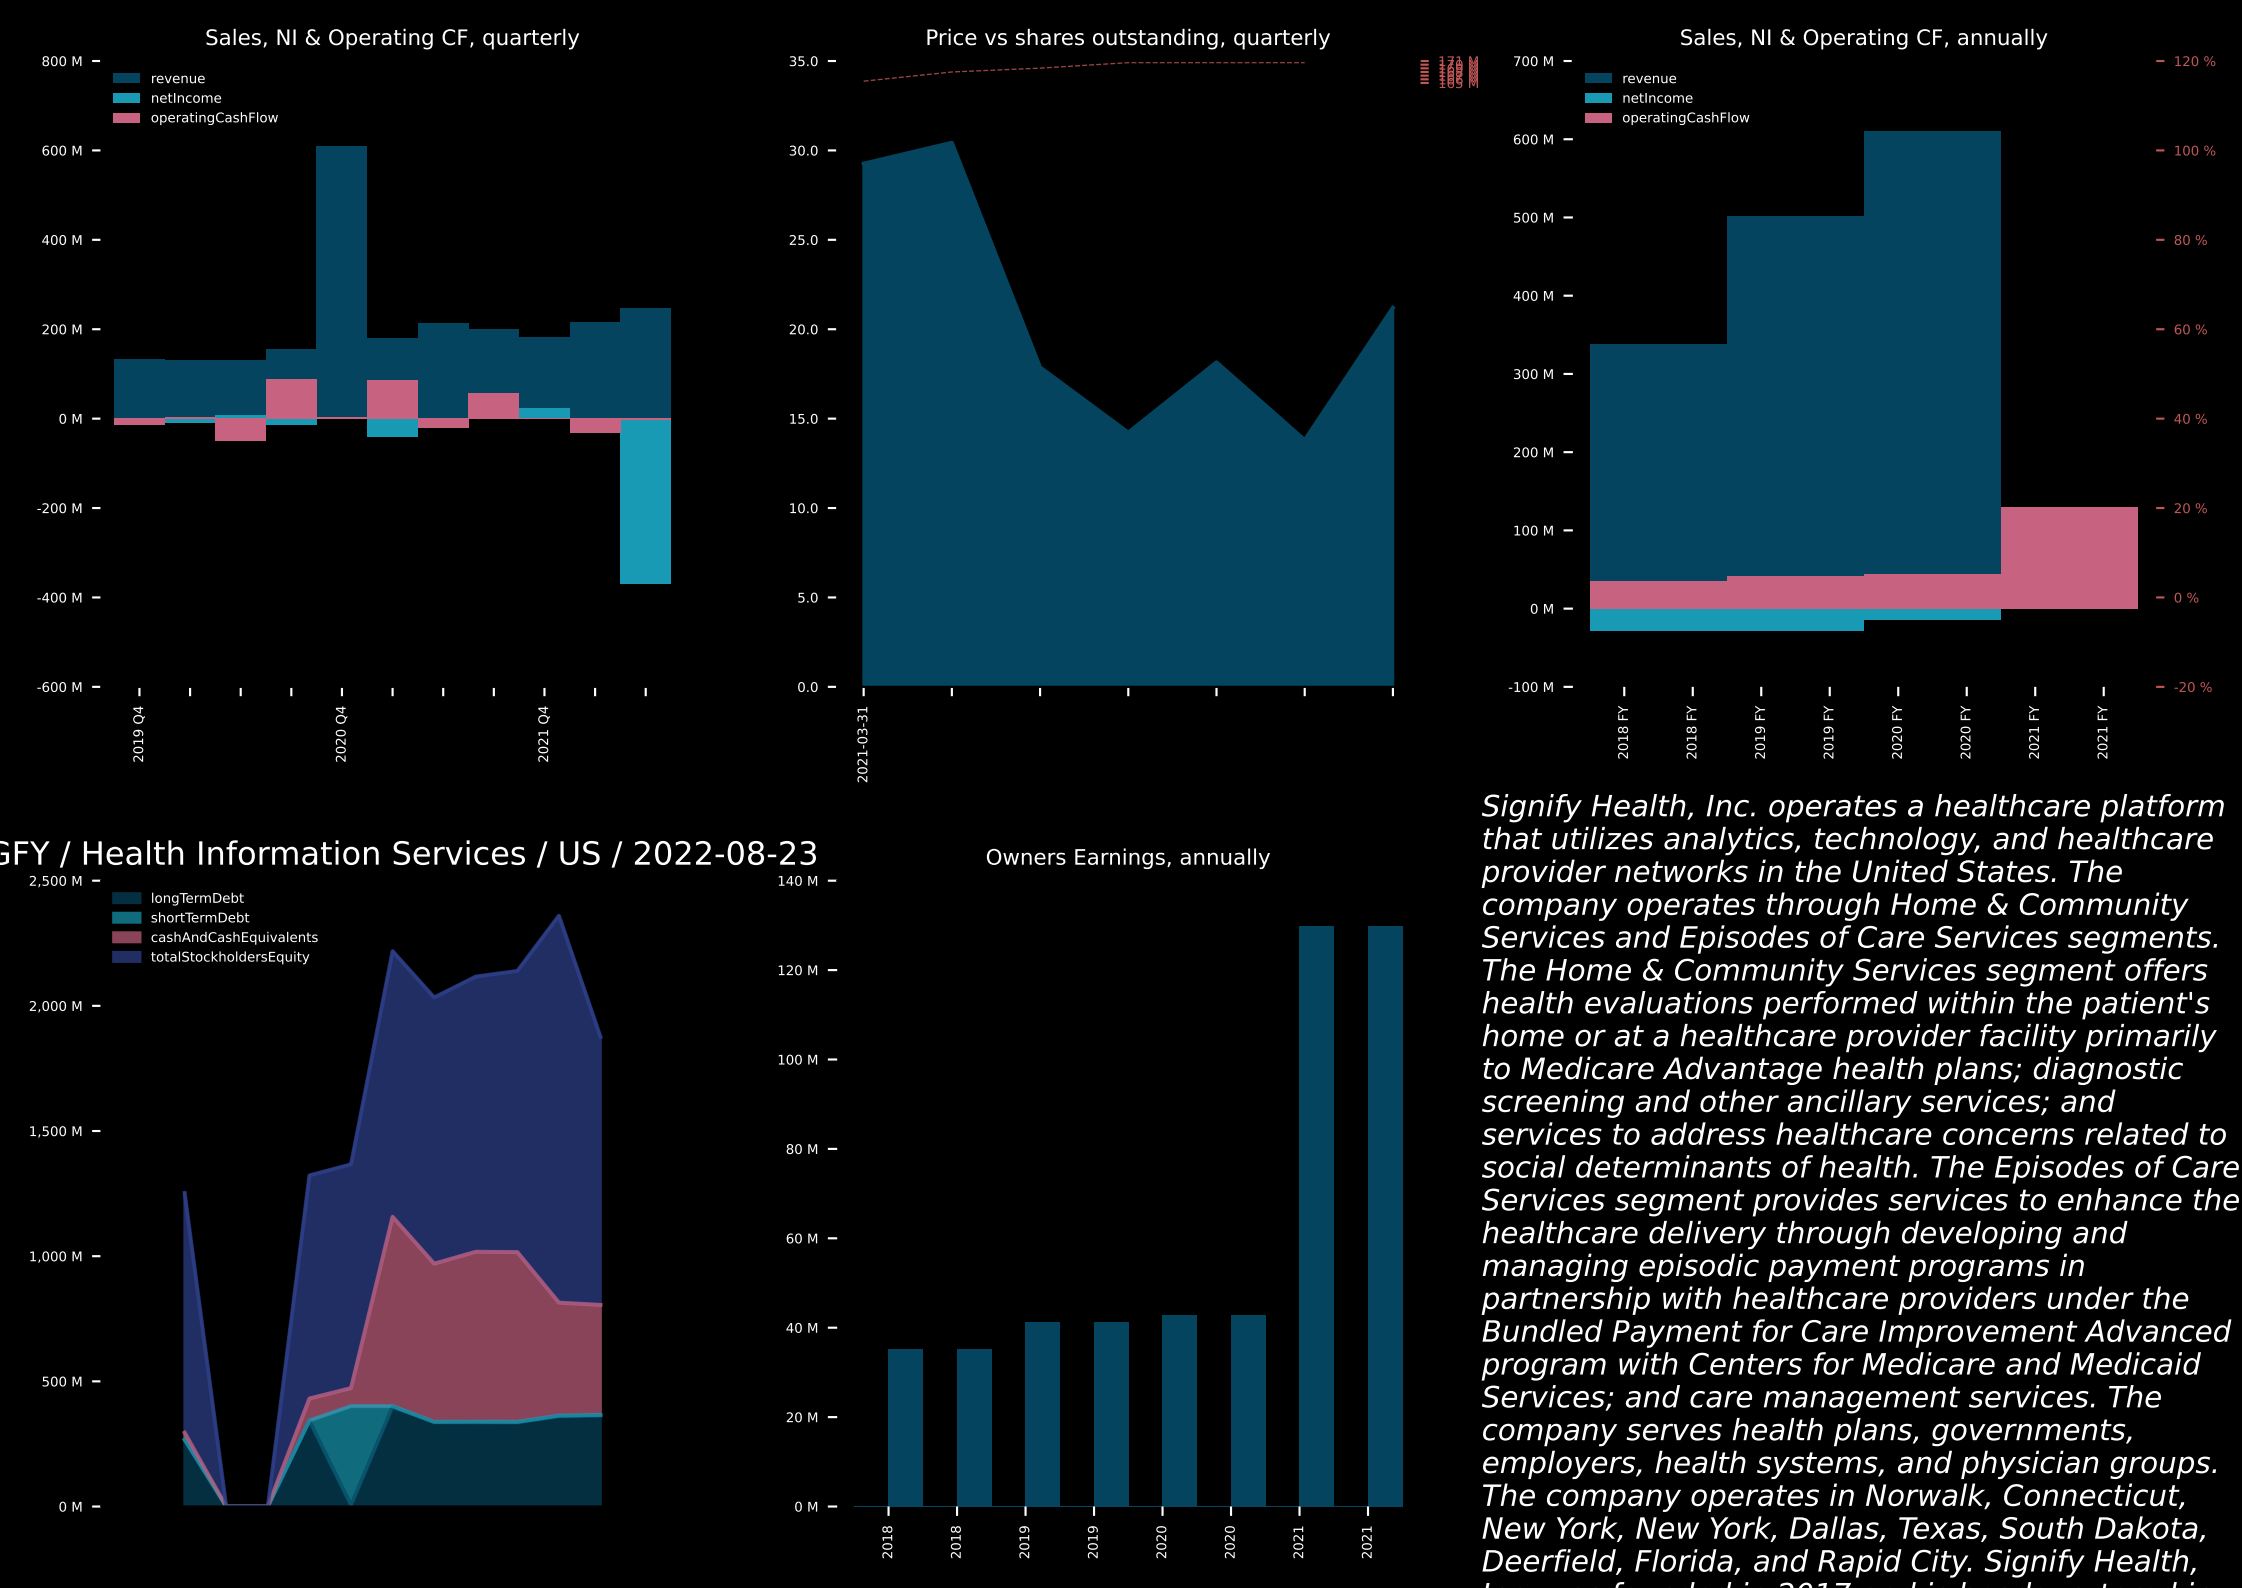 Sales, NI & Operating CF, quarterly
800 M
600 M
400 M
200 M
0 M
-200 M
-400 M
-600 M
revenue
netIncome
operatingCashFlow
2019 Q4
2020 Q4
2021 Q4
Price vs shares outstanding, quarterly
35.0
30.0
25.0
20.0
15.0
10.0
5.0
0.0
171 M
165 M
2021-03-31
Sales, NI & Operating CF, annually
700 M
600 M
500 M
400 M
300 M
200 M
100 M
0 M
-100 M
revenue
netIncome
operatingCashFlow
120 %
100 %
80 %
60 %
40 %
20 %
0 %
-20 %
2018 FY
2018 FY
2019 FY
2019 FY
2020 FY
2020 FY
2021 FY
2021 FY
GFY / Health Information Services / US / 2022-08-23
2,500 M
2,000 M
1,500 M
1,000 M
500 M
0 M
longTermDebt
shortTermDebt
cashAndCashEquivalents
totalStockholdersEquity
Owners Earnings, annually
140 M
120 M
100 M
80 M
60 M
40 M
20 M
0 M
2018
2018
2019
2019
2020
2020
2021
2021
Signify Health, Inc. operates a healthcare platform
that utilizes analytics, technology, and healthcare
provider networks in the United States. The
company operates through Home & Community
Services and Episodes of Care Services segments.
The Home & Community Services segment offers
health evaluations performed within the patient's
home or at a healthcare provider facility primarily
to Medicare Advantage health plans; diagnostic
screening and other ancillary services; and
services to address healthcare concerns related to
social determinants of health. The Episodes of Care
Services segment provides services to enhance the
healthcare delivery through developing and
managing episodic payment programs in
partnership with healthcare providers under the
Bundled Payment for Care Improvement Advanced
program with Centers for Medicare and Medicaid
Services; and care management services. The
company serves health plans, governments,
employers, health systems, and physician groups.
The company operates in Norwalk, Connecticut,
New York, New York, Dallas, Texas, South Dakota,
Deerfield, Florida, and Rapid City. Signify Health,